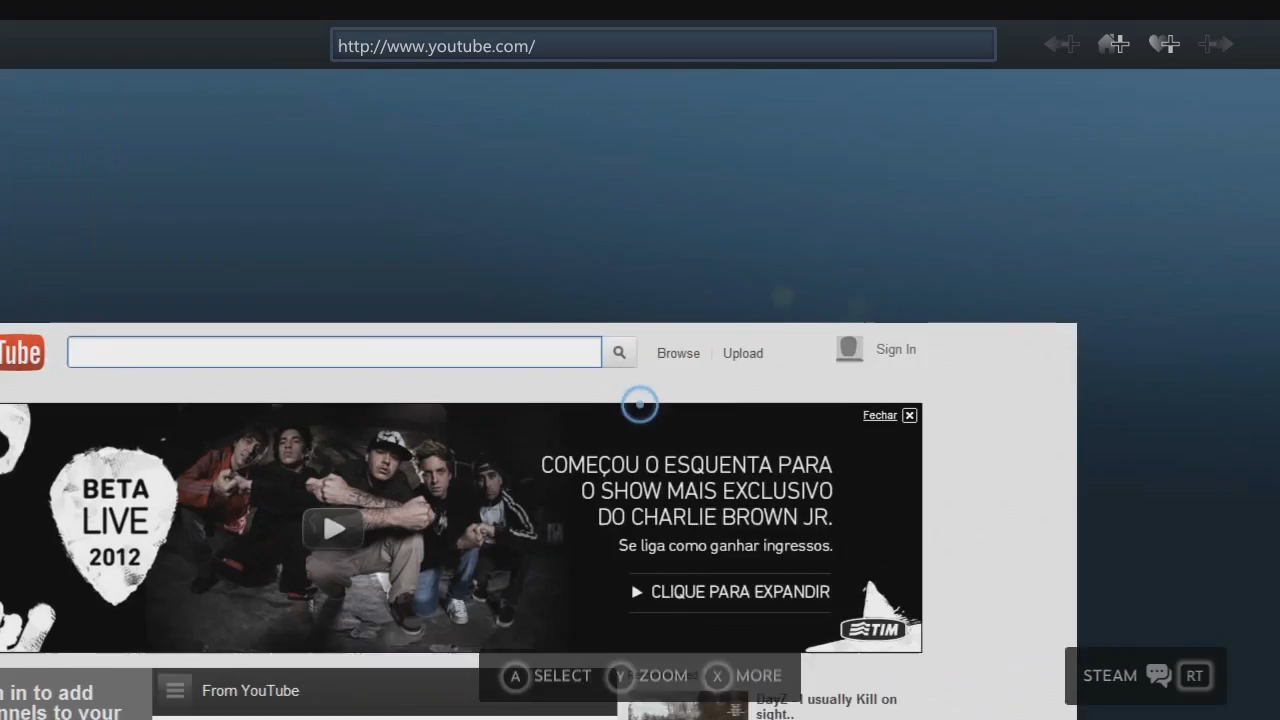 http://www.youtube.com/
Tube
Browse
Upload
Sign In
Fechar
BETA
LIVE
2012
COMEÇOU O ESQUENTA PARA
O SHOW MAIS EXCLUSIVO
DO CHARLIE BROWN JR.
Se liga como ganhar ingressos.
CLIQUE PARA EXPANDIR
TIM
A SELECT Y ZOOM X MORE
STEAM RT
n in to add
nnels to your
From YouTube
DayZ - I usually Kill on
sight..